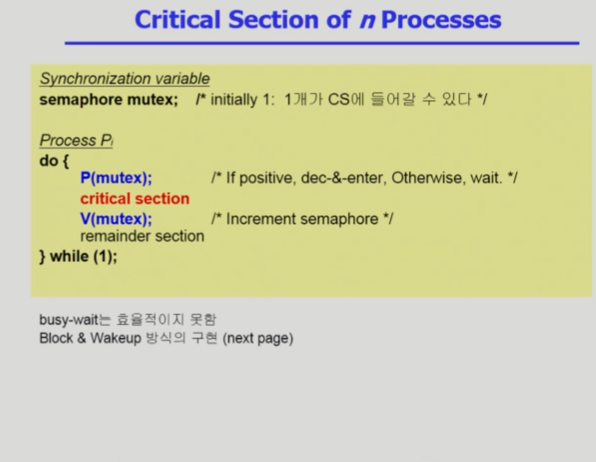 Critical Section of n Processes
Synchronization variable
semaphore mutex; /* initially 1: 1개가 CS에 들어갈 수 있다 */
Process Pi
do {
P(mutex); /* If positive, dec-&-enter, Otherwise, wait. */
critical section
V(mutex); /* Increment semaphore */
remainder section
} while (1);
busy-wait는 효율적이지 못함
Block & Wakeup 방식의 구현 (next page)